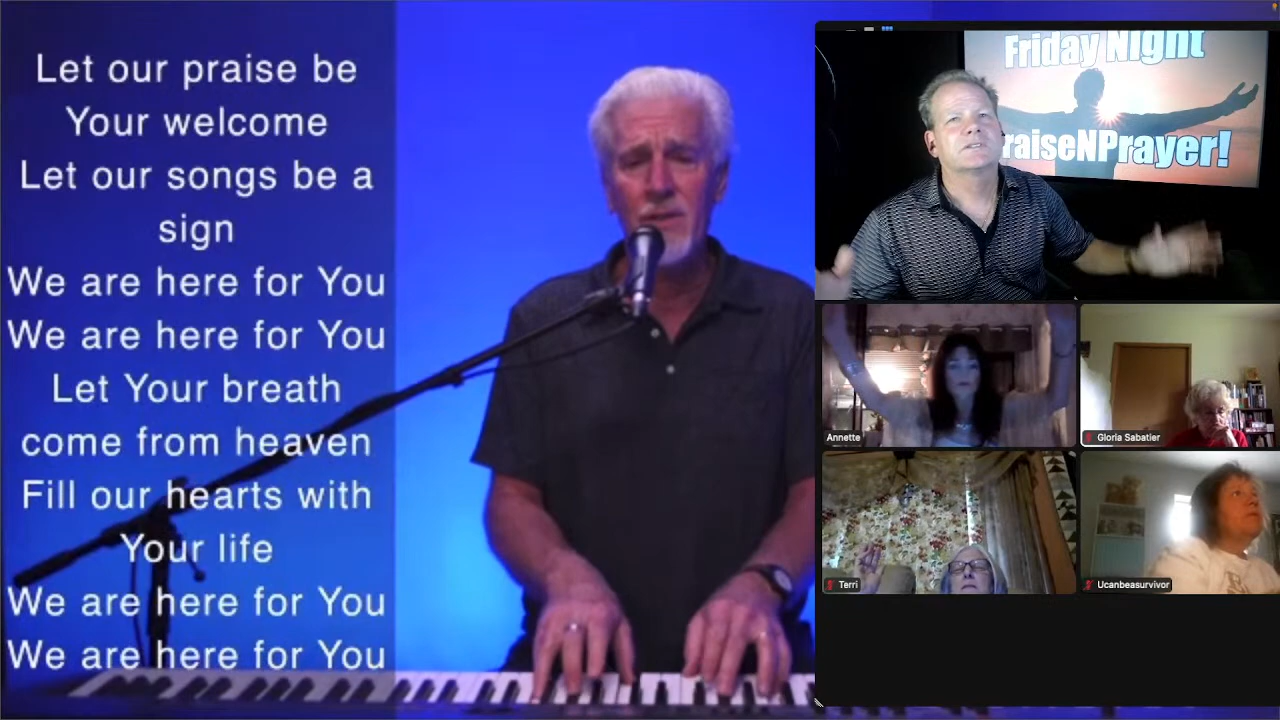 Let our praise be
Your welcome
Let our songs be a
sign
We are here for You
We are here for You
Let Your breath
come from heaven
Fill our hearts with
Your life
We are here for You
We are here for You
Friday Night
raiseNPrayer!
Annette
Gloria Sabatier
Terri
Ucanbeasurvivor